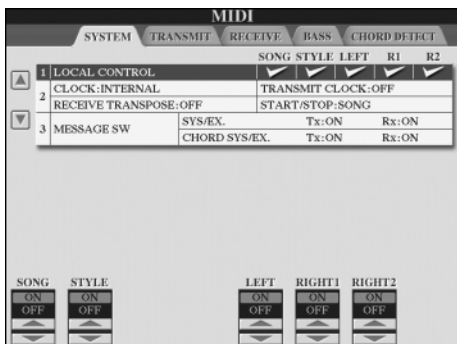 MIDI
SYSTEM TRANSMIT RECEIVE BASS CHORD DETECT
SONG STYLE LEFT R1 R2
1 LOCAL CONTROL
2 CLOCK:INTERNAL TRANSMIT CLOCK:OFF
RECEIVE TRANSPOSE:OFF START/STOP:SONG
3 MESSAGE SW SYS/EX. Tx:ON Rx:ON
CHORD SYS/EX. Tx:ON Rx:ON
SONG STYLE LEFT RIGHT1 RIGHT2
ON ON ON ON ON
OFF OFF OFF OFF OFF